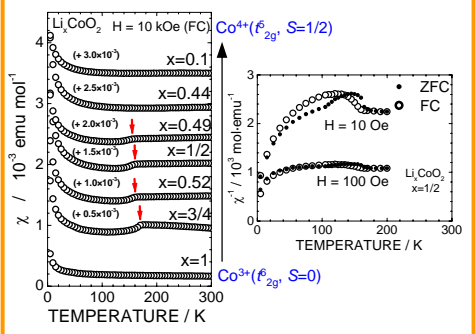 LiₓCoO₂ H = 10 kOe (FC)
Co⁴⁺(t⁵₂g, S=1/2)
4
(+ 3.0×10⁻³)
x=0.1
(+ 2.5×10⁻³)
x=0.44
3
(+ 2.0×10⁻³)
x=0.49
(+ 1.5×10⁻³)
x=1/2
2
(+ 1.0×10⁻³)
x=0.52
(+ 0.5×10⁻³)
x=3/4
1
x=1
0
χ / 10⁻³ emu mol⁻¹
0 100 200 300
TEMPERATURE / K
Co³⁺(t⁶₂g, S=0)
ZFC
FC
3
2
1
0
H = 10 Oe
H = 100 Oe
LiₓCoO₂
x=1/2
χ⁻¹ / 10³ mol·emu⁻¹
0 100 200 300
TEMPERATURE / K